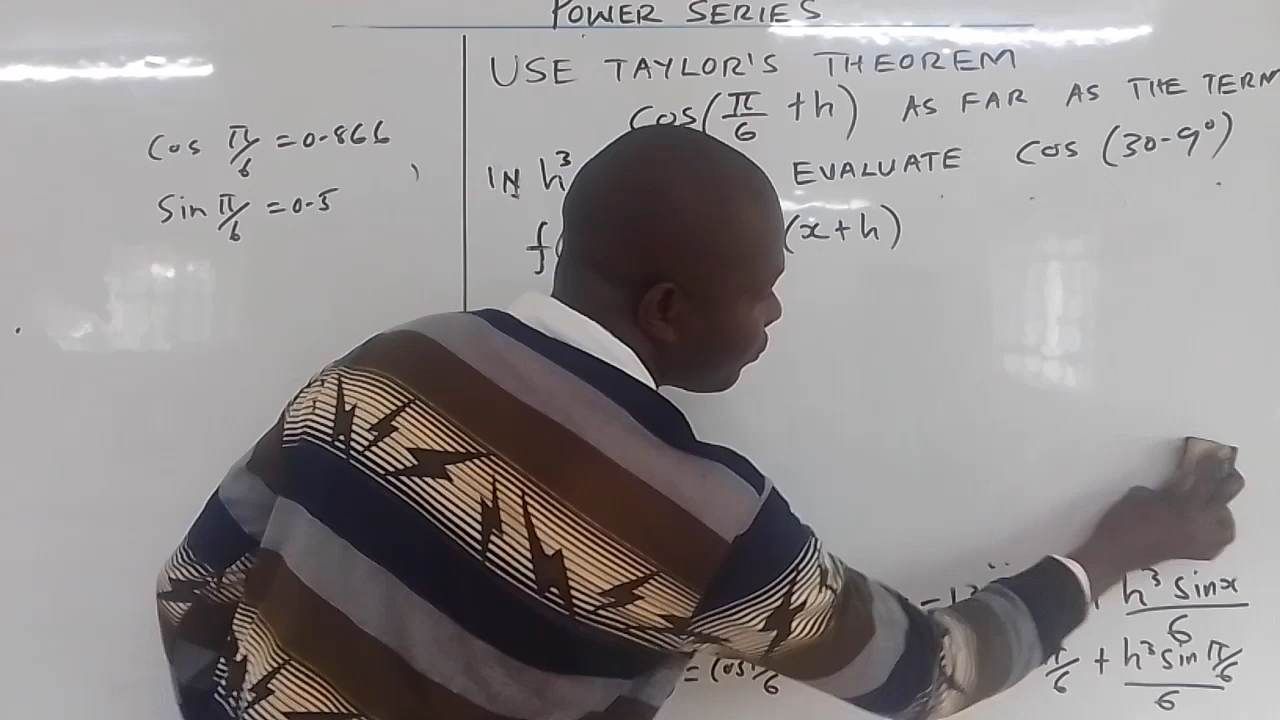 POWER SERIES
USE TAYLOR'S THEOREM
cos(π/6 + h) AS FAR AS THE TERM
IN h³ EVALUATE cos (30.9°)
f( (x+h)
cos π/6 = 0.866
,
sin π/6 = 0.5
h³ sinx/6
= cos π/6 π/6 + h³ sin π/6/6